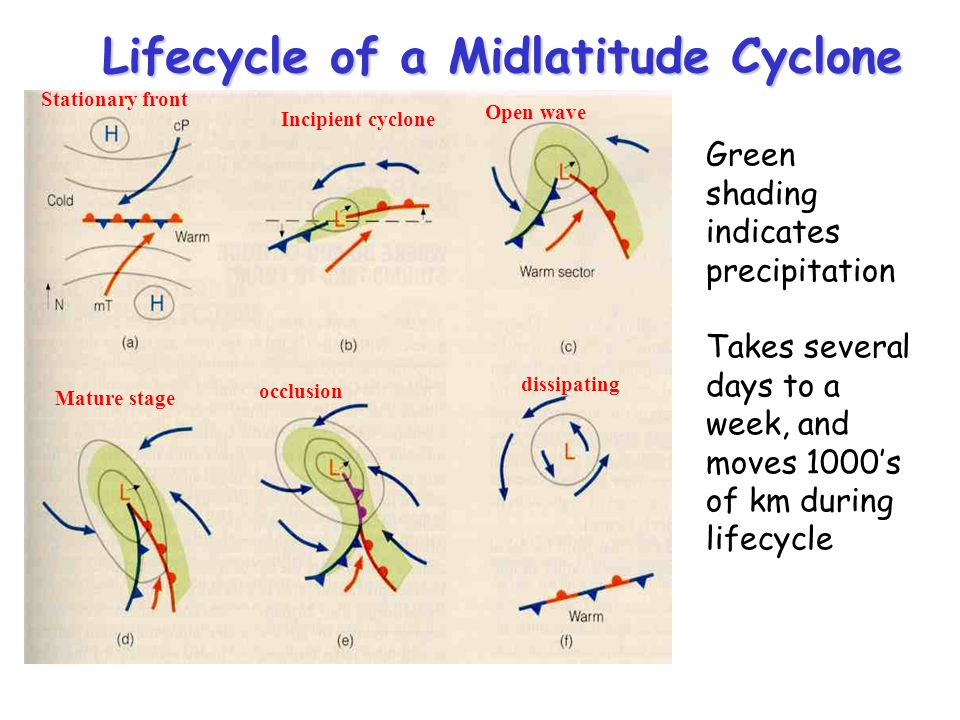 Lifecycle of a Midlatitude Cyclone
Stationary front
H
cP
Cold
Warm
N
mT
H
(a)
Incipient cyclone
L
(b)
Open wave
L
Warm sector
(c)
Mature stage
L
(d)
occlusion
L
(e)
dissipating
L
Warm
(f)
Green
shading
indicates
precipitation
Takes several
days to a
week, and
moves 1000’s
of km during
lifecycle